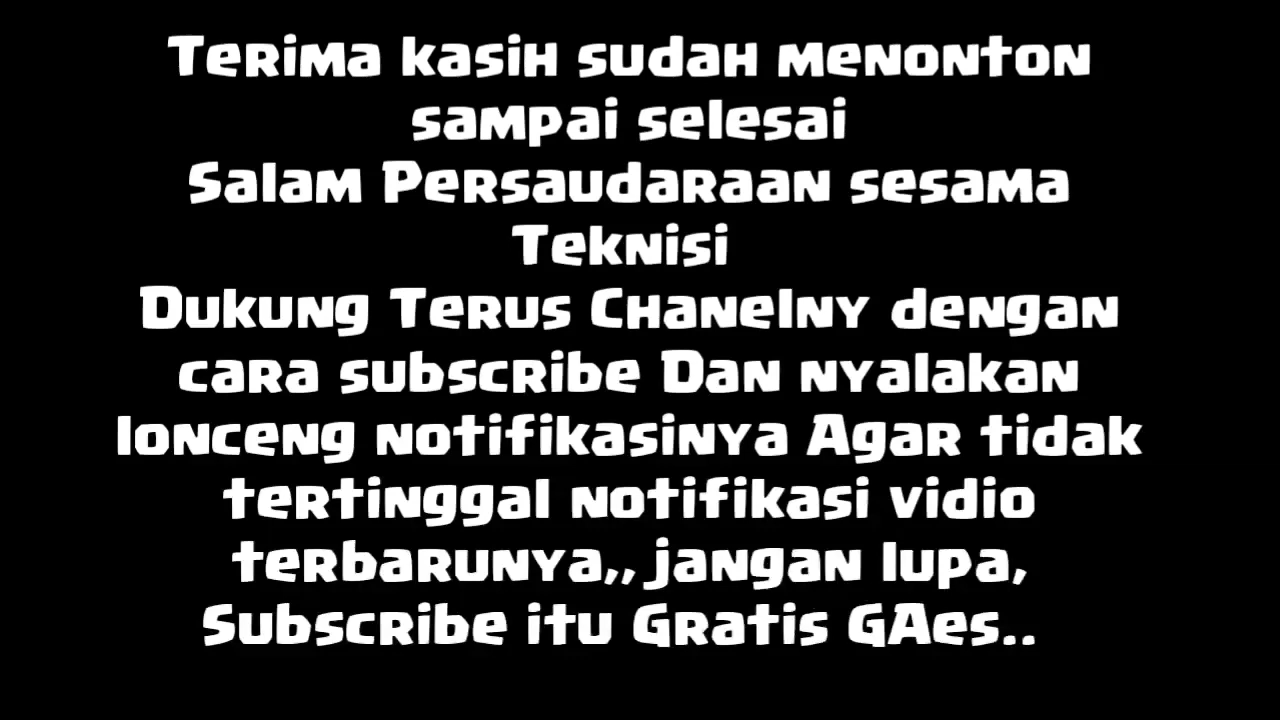 Terima kasih sudah menonton
sampai selesai
Salam Persaudaraan sesama
Teknisi
Dukung Terus Chanelny dengan
cara subscribe Dan nyalakan
lonceng notifikasinya Agar tidak
tertinggal notifikasi vidio
terbarunya,, jangan lupa,
Subscribe itu Gratis GAes..